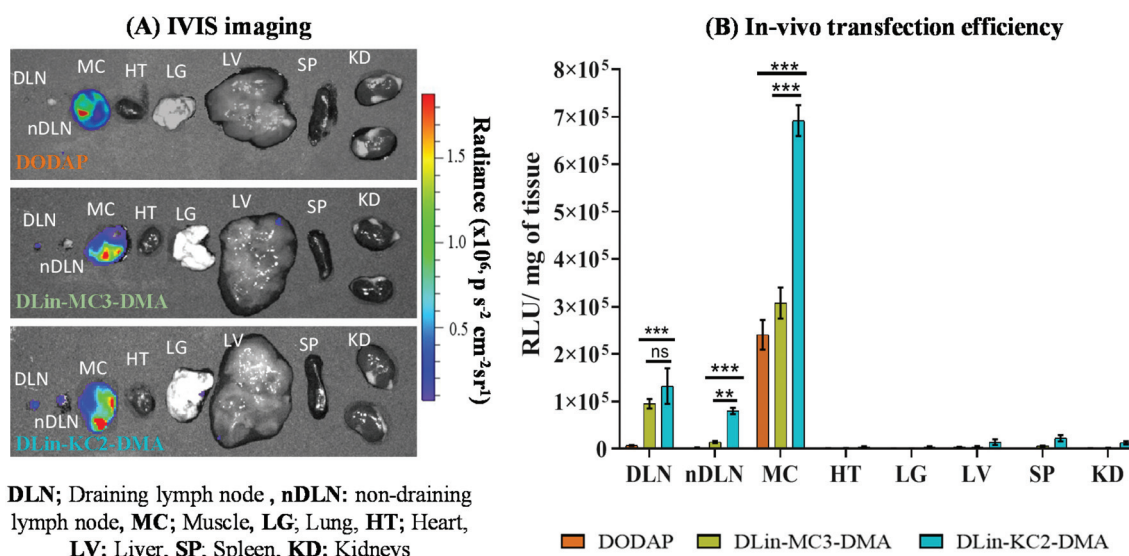 (A) IVIS imaging
DLN MC HT LG LV SP KD
nDLN
DODAP
DLN MC HT LG LV SP KD
nDLN
DLin-MC3-DMA
DLN MC HT LG LV SP KD
nDLN
DLin-KC2-DMA
1.5
1.0
0.5
Radiance (x10⁶, p s⁻² cm⁻²sr¹)
DLN; Draining lymph node , nDLN: non-draining
lymph node, MC; Muscle, LG; Lung, HT; Heart,
LV: Liver, SP: Spleen, KD: Kidneys
(B) In-vivo transfection efficiency
RLU/ mg of tissue
8×10⁵
7×10⁵
6×10⁵
5×10⁵
4×10⁵
3×10⁵
2×10⁵
1×10⁵
0
***
ns
***
**
***
***
DLN nDLN MC HT LG LV SP KD
DODAP DLin-MC3-DMA DLin-KC2-DMA